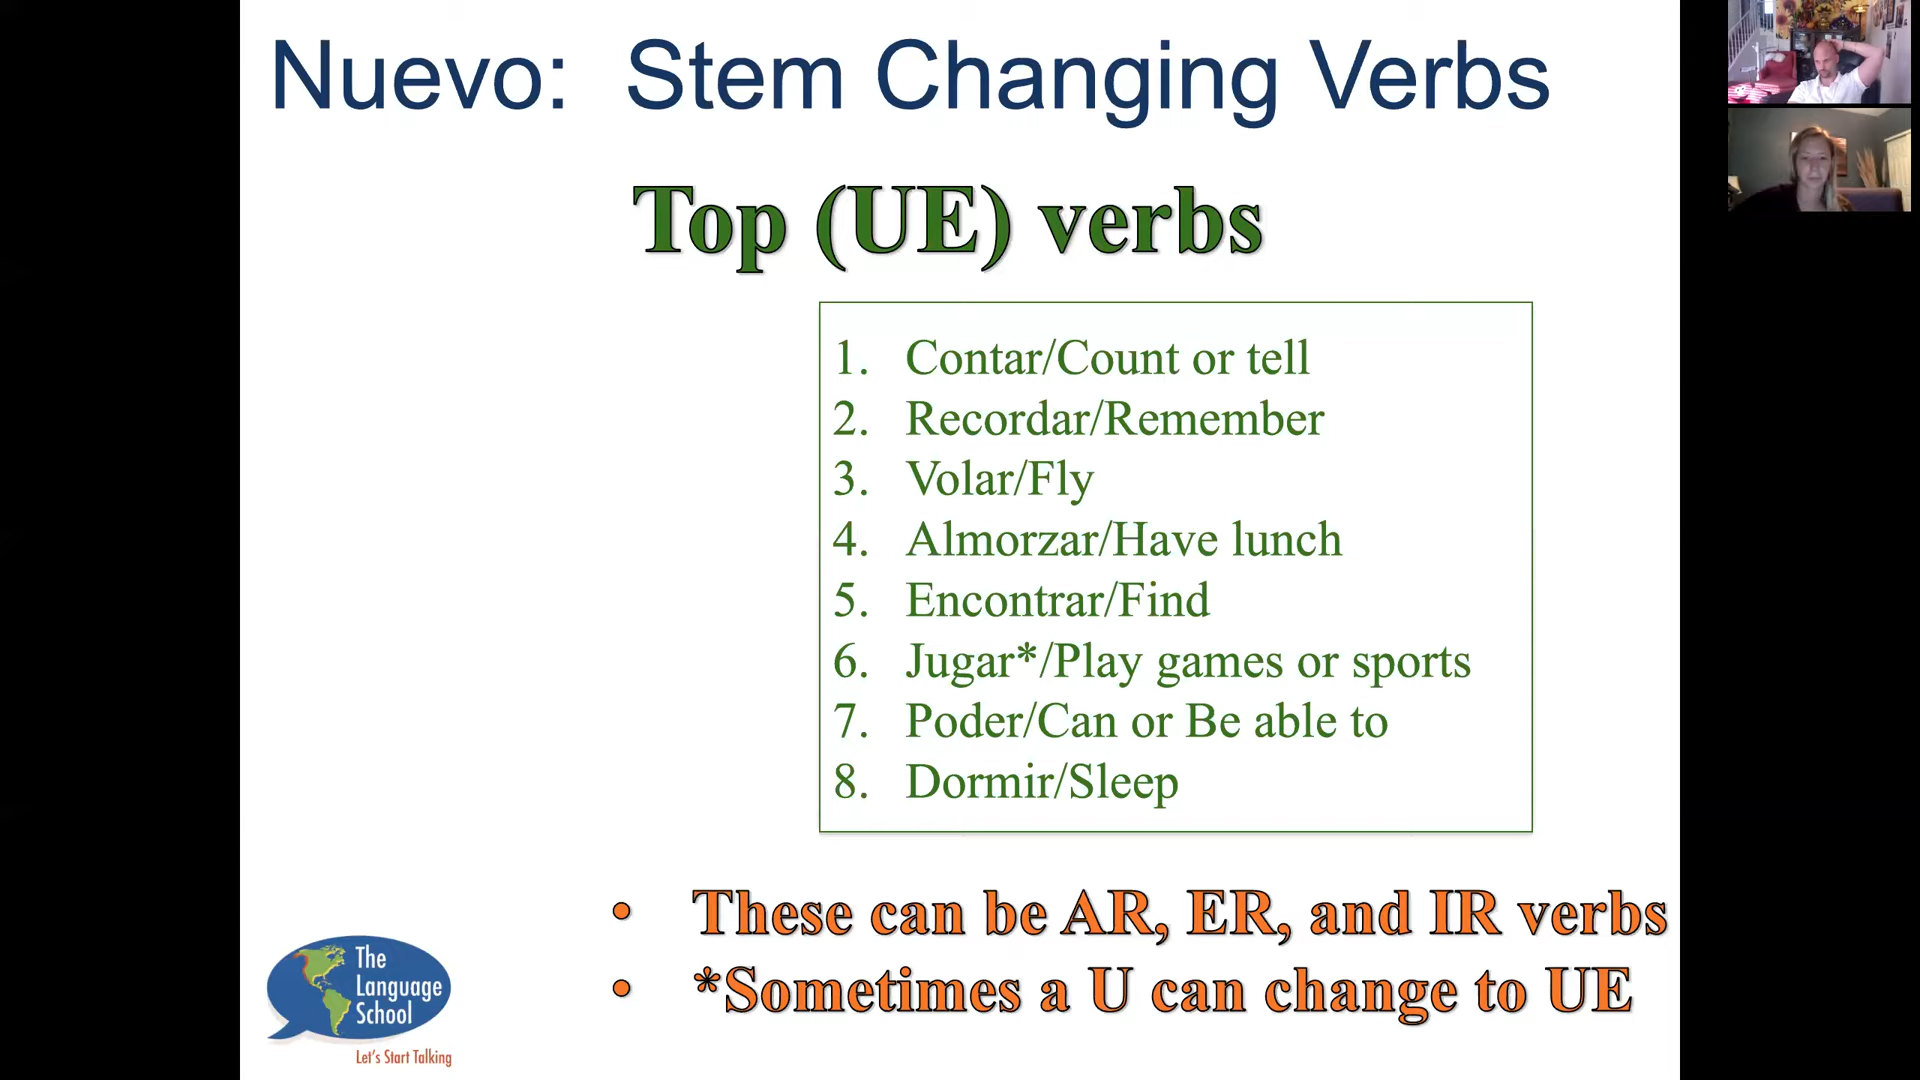 Nuevo: Stem Changing Verbs
Top (UE) verbs
1. Contar/Count or tell
2. Recordar/Remember
3. Volar/Fly
4. Almorzar/Have lunch
5. Encontrar/Find
6. Jugar*/Play games or sports
7. Poder/Can or Be able to
8. Dormir/Sleep
• These can be AR, ER, and IR verbs
• *Sometimes a U can change to UE
The
Language
School
Let's Start Talking